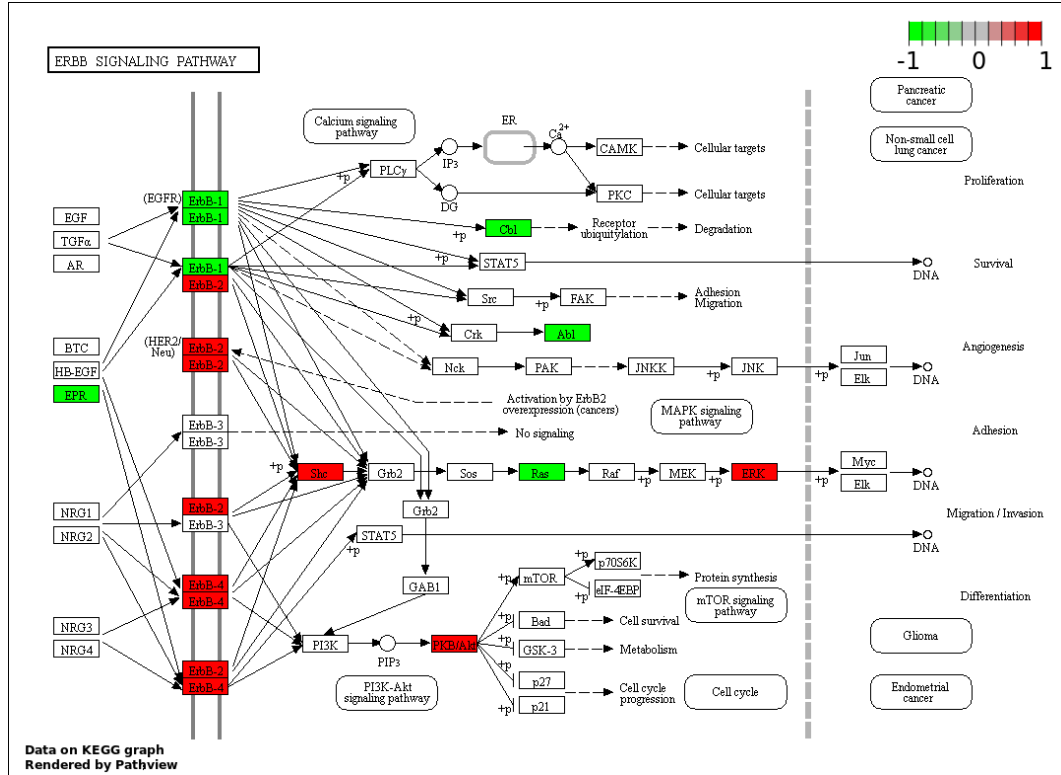 ERBB SIGNALING PATHWAY
-1 0 1
Pancreatic
cancer
Non-small cell
lung cancer
Calcium signaling
pathway
ER
IP3
Ca2+
CAMK
Cellular targets
+p
PLCγ
DG
PKC
Cellular targets
Proliferation
(EGFR)
ErbB-1
ErbB-1
EGF
TGFα
AR
+p
Cbl
Receptor
ubiquitylation
Degradation
ErbB-1
ErbB-2
STAT5
DNA
Survival
+p
Src
+p
FAK
Adhesion
Migration
+p
Crk
Abl
(HER2/
Neu)
ErbB-2
ErbB-2
BTC
HB-EGF
EPR
Nck
PAK
JNKK
+p
JNK
+p
Jun
Elk
DNA
Angiogenesis
Activation by ErbB2
overexpression (cancers)
MAPK signaling
pathway
ErbB-3
ErbB-3
No signaling
Adhesion
+p
Shc
Grb2
Sos
Ras
Raf
+p
MEK
+p
ERK
+p
Myc
Elk
DNA
NRG1
NRG2
ErbB-2
ErbB-3
Grb2
+p
STAT5
DNA
Migration / Invasion
ErbB-4
ErbB-4
GAB1
+p
mTOR
+p
p70S6K
+p
eIF-4EBP
Protein synthesis
mTOR signaling
pathway
Differentiation
NRG3
NRG4
PI3K
PIP3
PKB/Akt
+p
Bad
Cell survival
+p
GSK-3
Metabolism
Glioma
ErbB-2
ErbB-4
PI3K-Akt
signaling pathway
+p
p27
+p
p21
Cell cycle
progression
Cell cycle
Endometrial
cancer
Data on KEGG graph
Rendered by Pathview